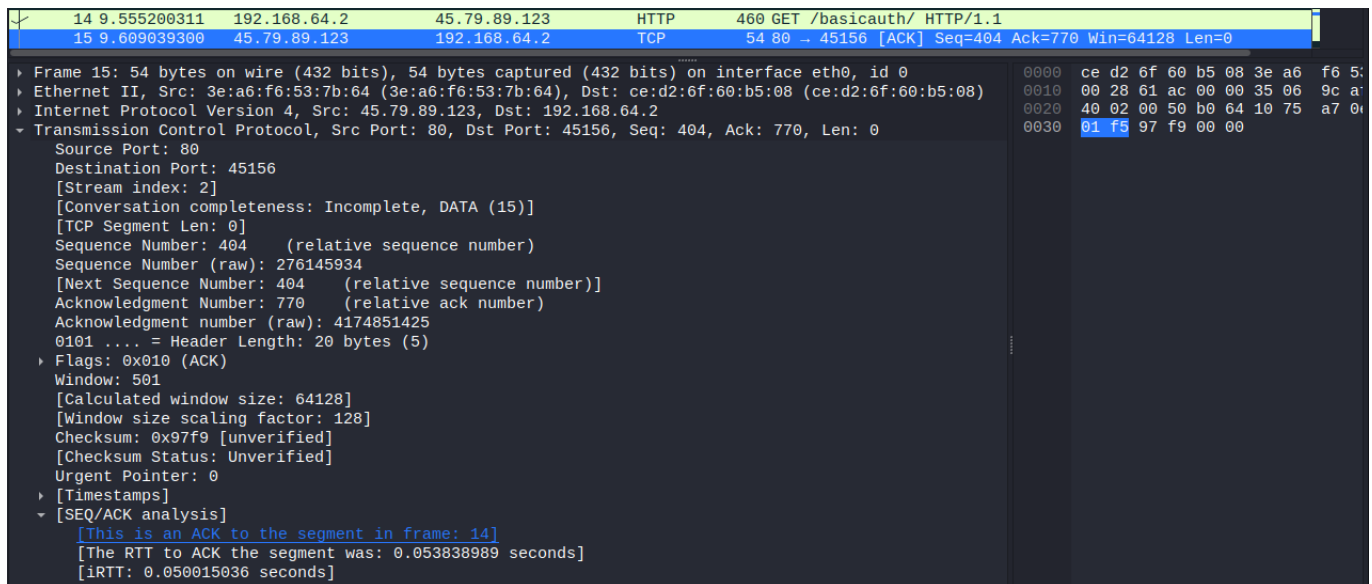 14 9.555200311 192.168.64.2 45.79.89.123 HTTP 460 GET /basicauth/ HTTP/1.1
15 9.609039300 45.79.89.123 192.168.64.2 TCP 54 80 → 45156 [ACK] Seq=404 Ack=770 Win=64128 Len=0
Frame 15: 54 bytes on wire (432 bits), 54 bytes captured (432 bits) on interface eth0, id 0
Ethernet II, Src: 3e:a6:f6:53:7b:64 (3e:a6:f6:53:7b:64), Dst: ce:d2:6f:60:b5:08 (ce:d2:6f:60:b5:08)
Internet Protocol Version 4, Src: 45.79.89.123, Dst: 192.168.64.2
Transmission Control Protocol, Src Port: 80, Dst Port: 45156, Seq: 404, Ack: 770, Len: 0
Source Port: 80
Destination Port: 45156
[Stream index: 2]
[Conversation completeness: Incomplete, DATA (15)]
[TCP Segment Len: 0]
Sequence Number: 404 (relative sequence number)
Sequence Number (raw): 276145934
[Next Sequence Number: 404 (relative sequence number)]
Acknowledgment Number: 770 (relative ack number)
Acknowledgment number (raw): 4174851425
0101 .... = Header Length: 20 bytes (5)
Flags: 0x010 (ACK)
Window: 501
[Calculated window size: 64128]
[Window size scaling factor: 128]
Checksum: 0x97f9 [unverified]
[Checksum Status: Unverified]
Urgent Pointer: 0
[Timestamps]
[SEQ/ACK analysis]
[This is an ACK to the segment in frame: 14]
[The RTT to ACK the segment was: 0.053838989 seconds]
[iRTT: 0.050015036 seconds]
0000 ce d2 6f 60 b5 08 3e a6 f6
0010 00 28 61 ac 00 00 35 06 9c
0020 40 02 00 50 b0 64 10 75 a7
0030 01 f5 97 f9 00 00